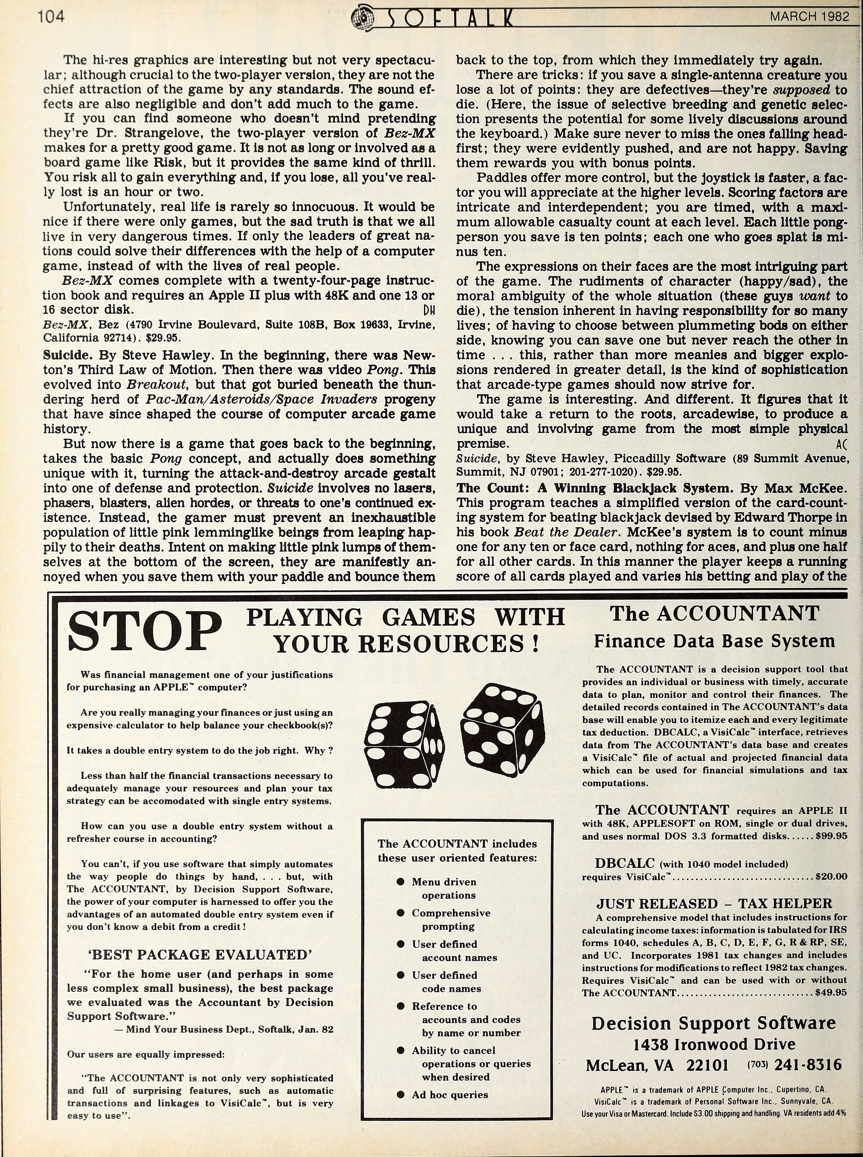 104
SOFTALK
MARCH 1982
The hi-res graphics are interesting but not very spectacu-
lar; although crucial to the two-player version, they are not the
chief attraction of the game by any standards. The sound ef-
fects are also negligible and don't add much to the game.
If you can find someone who doesn't mind pretending
they're Dr. Strangelove, the two-player version of Bez-MX
makes for a pretty good game. It is not as long or involved as a
board game like Risk, but it provides the same kind of thrill.
You risk all to gain everything and, if you lose, all you've real-
ly lost is an hour or two.
Unfortunately, real life is rarely so innocuous. It would be
nice if there were only games, but the sad truth is that we all
live in very dangerous times. If only the leaders of great na-
tions could solve their differences with the help of a computer
game, instead of with the lives of real people.
Bez-MX comes complete with a twenty-four-page instruc-
tion book and requires an Apple II plus with 48K and one 13 or
16 sector disk. DH
Bez-MX, Bez (4790 Irvine Boulevard, Suite 108B, Box 19633, Irvine,
California 92714). $29.95.
Suicide. By Steve Hawley. In the beginning, there was New-
ton's Third Law of Motion. Then there was video Pong. This
evolved into Breakout, but that got buried beneath the thun-
dering herd of Pac-Man/Asteroids/Space Invaders progeny
that have since shaped the course of computer arcade game
history.
But now there is a game that goes back to the beginning,
takes the basic Pong concept, and actually does something
unique with it, turning the attack-and-destroy arcade gestalt
into one of defense and protection. Suicide involves no lasers,
phasers, blasters, alien hordes, or threats to one's continued ex-
istence. Instead, the gamer must prevent an inexhaustible
population of little pink lemminglike beings from leaping hap-
pily to their deaths. Intent on making little pink lumps of them-
selves at the bottom of the screen, they are manifestly an-
noyed when you save them with your paddle and bounce them
back to the top, from which they immediately try again.
There are tricks: if you save a single-antenna creature you
lose a lot of points: they are defectives—they're supposed to
die. (Here, the issue of selective breeding and genetic selec-
tion presents the potential for some lively discussions around
the keyboard.) Make sure never to miss the ones falling head-
first; they were evidently pushed, and are not happy. Saving
them rewards you with bonus points.
Paddles offer more control, but the joystick is faster, a fac-
tor you will appreciate at the higher levels. Scoring factors are
intricate and interdependent; you are timed, with a maxi-
mum allowable casualty count at each level. Each little pong-
person you save is ten points; each one who goes splat is mi-
nus ten.
The expressions on their faces are the most intriguing part
of the game. The rudiments of character (happy/sad), the
moral ambiguity of the whole situation (these guys want to
die), the tension inherent in having responsibility for so many
lives; of having to choose between plummeting bods on either
side, knowing you can save one but never reach the other in
time . . . this, rather than more meanies and bigger explo-
sions rendered in greater detail, is the kind of sophistication
that arcade-type games should now strive for.
The game is interesting. And different. It figures that it
would take a return to the roots, arcadewise, to produce a
unique and involving game from the most simple physical
premise. AC
Suicide, by Steve Hawley, Piccadilly Software (89 Summit Avenue,
Summit, NJ 07901; 201-277-1020). $29.95.
The Count: A Winning Blackjack System. By Max McKee.
This program teaches a simplified version of the card-count-
ing system for beating blackjack devised by Edward Thorpe in
his book Beat the Dealer. McKee's system is to count minus
one for any ten or face card, nothing for aces, and plus one half
for all other cards. In this manner the player keeps a running
score of all cards played and varies his betting and play of the
STOP PLAYING GAMES WITH
YOUR RESOURCES !
Was financial management one of your justifications
for purchasing an APPLE™ computer?
Are you really managing your finances or just using an
expensive calculator to help balance your checkbook(s)?
It takes a double entry system to do the job right. Why ?
Less than half the financial transactions necessary to
adequately manage your resources and plan your tax
strategy can be accomodated with single entry systems.
How can you use a double entry system without a
refresher course in accounting?
You can't, if you use software that simply automates
the way people do things by hand, . . . but, with
The ACCOUNTANT, by Decision Support Software,
the power of your computer is harnessed to offer you the
advantages of an automated double entry system even if
you don't know a debit from a credit !
'BEST PACKAGE EVALUATED'
"For the home user (and perhaps in some
less complex small business), the best package
we evaluated was the Accountant by Decision
Support Software."
— Mind Your Business Dept., Softalk, Jan. 82
Our users are equally impressed:
"The ACCOUNTANT is not only very sophisticated
and full of surprising features, such as automatic
transactions and linkages to VisiCalc™, but is very
easy to use".
The ACCOUNTANT includes
these user oriented features:
● Menu driven
operations
● Comprehensive
prompting
● User defined
account names
● User defined
code names
● Reference to
accounts and codes
by name or number
● Ability to cancel
operations or queries
when desired
● Ad hoc queries
The ACCOUNTANT
Finance Data Base System
The ACCOUNTANT is a decision support tool that
provides an individual or business with timely, accurate
data to plan, monitor and control their finances. The
detailed records contained in The ACCOUNTANT's data
base will enable you to itemize each and every legitimate
tax deduction. DBCALC, a VisiCalc™ interface, retrieves
data from The ACCOUNTANT's data base and creates
a VisiCalc™ file of actual and projected financial data
which can be used for financial simulations and tax
computations.
The ACCOUNTANT requires an APPLE II
with 48K, APPLESOFT on ROM, single or dual drives,
and uses normal DOS 3.3 formatted disks......$99.95
DBCALC (with 1040 model included)
requires VisiCalc™.............................$20.00
JUST RELEASED – TAX HELPER
A comprehensive model that includes instructions for
calculating income taxes: information is tabulated for IRS
forms 1040, schedules A, B, C, D, E, F, G, R & RP, SE,
and UC. Incorporates 1981 tax changes and includes
instructions for modifications to reflect 1982 tax changes.
Requires VisiCalc™ and can be used with or without
The ACCOUNTANT............................$49.95
Decision Support Software
1438 Ironwood Drive
McLean, VA 22101 (703) 241-8316
APPLE™ is a trademark of APPLE Computer Inc., Cupertino, CA.
VisiCalc™ is a trademark of Personal Software Inc., Sunnyvale, CA.
Use your Visa or Mastercard. Include $3.00 shipping and handling. VA residents add 4%